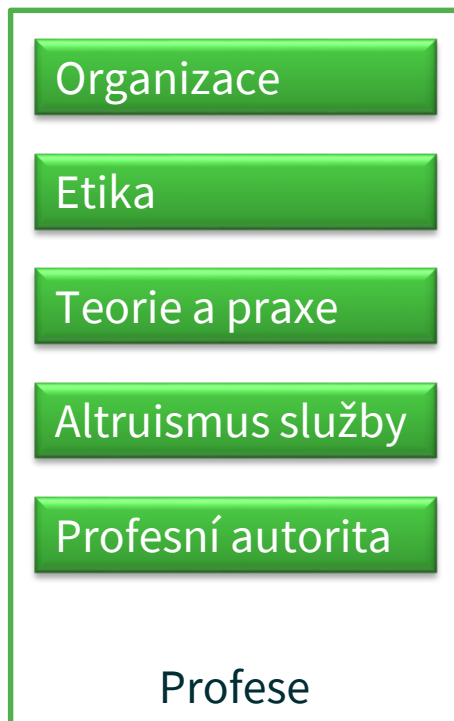 Organizace
Etika
Teorie a praxe
Altruismus služby
Profesní autorita
Profese